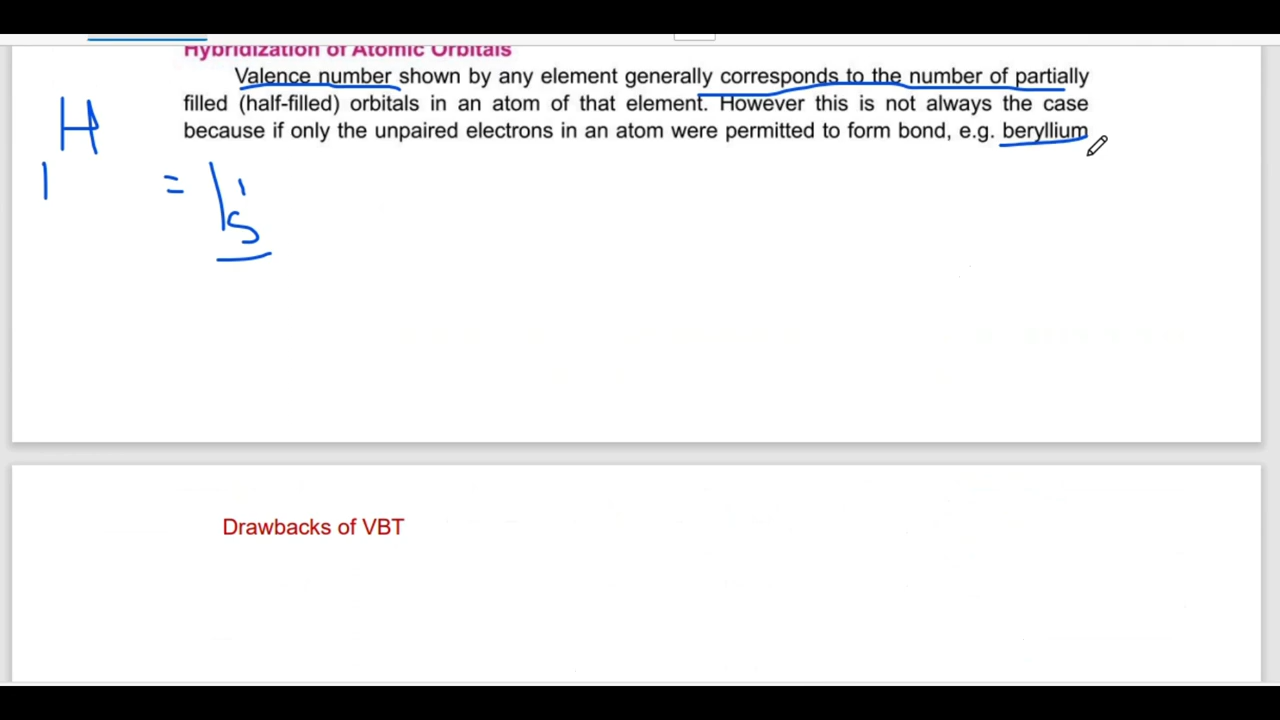 Hybridization of Atomic Orbitals
Valence number shown by any element generally corresponds to the number of partially
filled (half-filled) orbitals in an atom of that element. However this is not always the case
because if only the unpaired electrons in an atom were permitted to form bond, e.g. beryllium
H
1 = 1s¹
Drawbacks of VBT